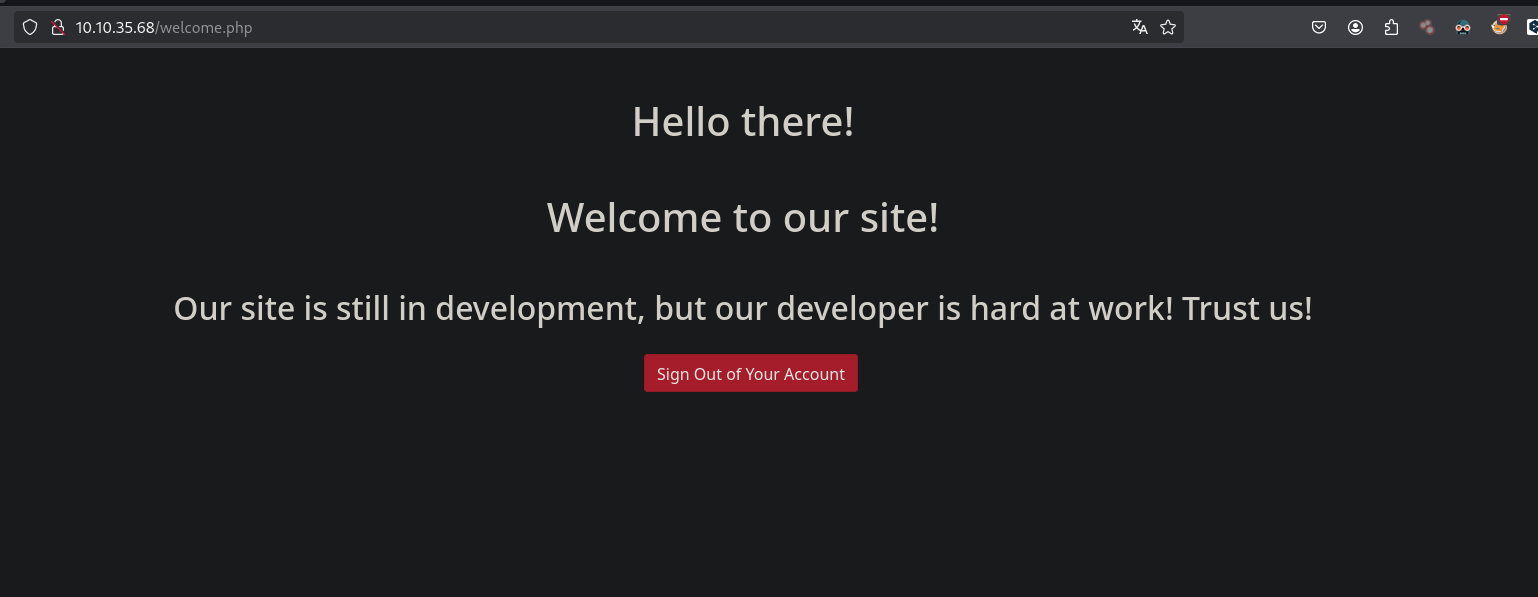 10.10.35.68/welcome.php
Hello there!
Welcome to our site!
Our site is still in development, but our developer is hard at work! Trust us!
Sign Out of Your Account